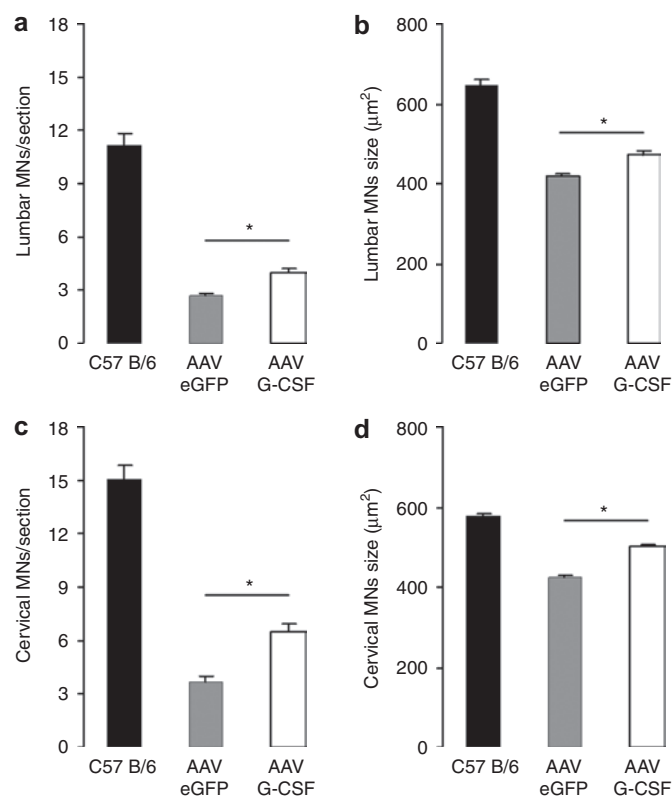 a
Lumbar MNs/section
18
15
12
9
6
3
0
*
C57 B/6
AAV
eGFP
AAV
G-CSF
b
Lumbar MNs size (μm²)
800
600
400
200
0
*
C57 B/6
AAV
eGFP
AAV
G-CSF
c
Cervical MNs/section
18
15
12
9
6
3
0
*
C57 B/6
AAV
eGFP
AAV
G-CSF
d
Cervical MNs size (μm²)
800
600
400
200
0
*
C57 B/6
AAV
eGFP
AAV
G-CSF